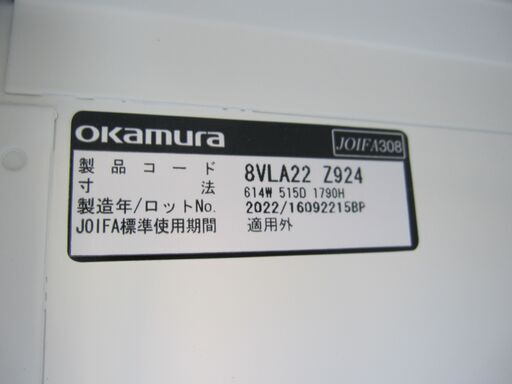 okamura
JOIFA308
製品コード 8VLA22 Z924
寸法 614W 515D 1790H
製造年/ロットNo. 2022/16092215BP
JOIFA標準使用期間 適用外